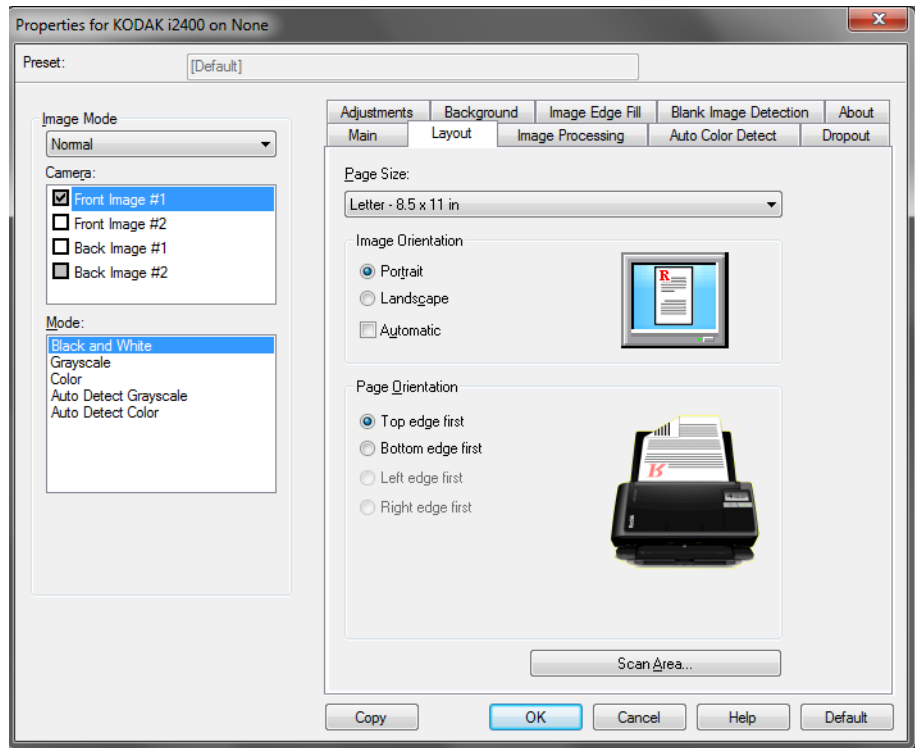 Properties for KODAK i2400 on None
Preset:
[Default]
Image Mode
Normal
Camera:
Front Image #1
Front Image #2
Back Image #1
Back Image #2
Mode:
Black and White
Grayscale
Color
Auto Detect Grayscale
Auto Detect Color
Adjustments Background Image Edge Fill Blank Image Detection About
Main Layout Image Processing Auto Color Detect Dropout
Page Size:
Letter - 8.5 x 11 in
Image Orientation
Portrait
Landscape
Automatic
R
Page Orientation
Top edge first
Bottom edge first
Left edge first
Right edge first
R
Kodak
Scan Area...
Copy OK Cancel Help Default